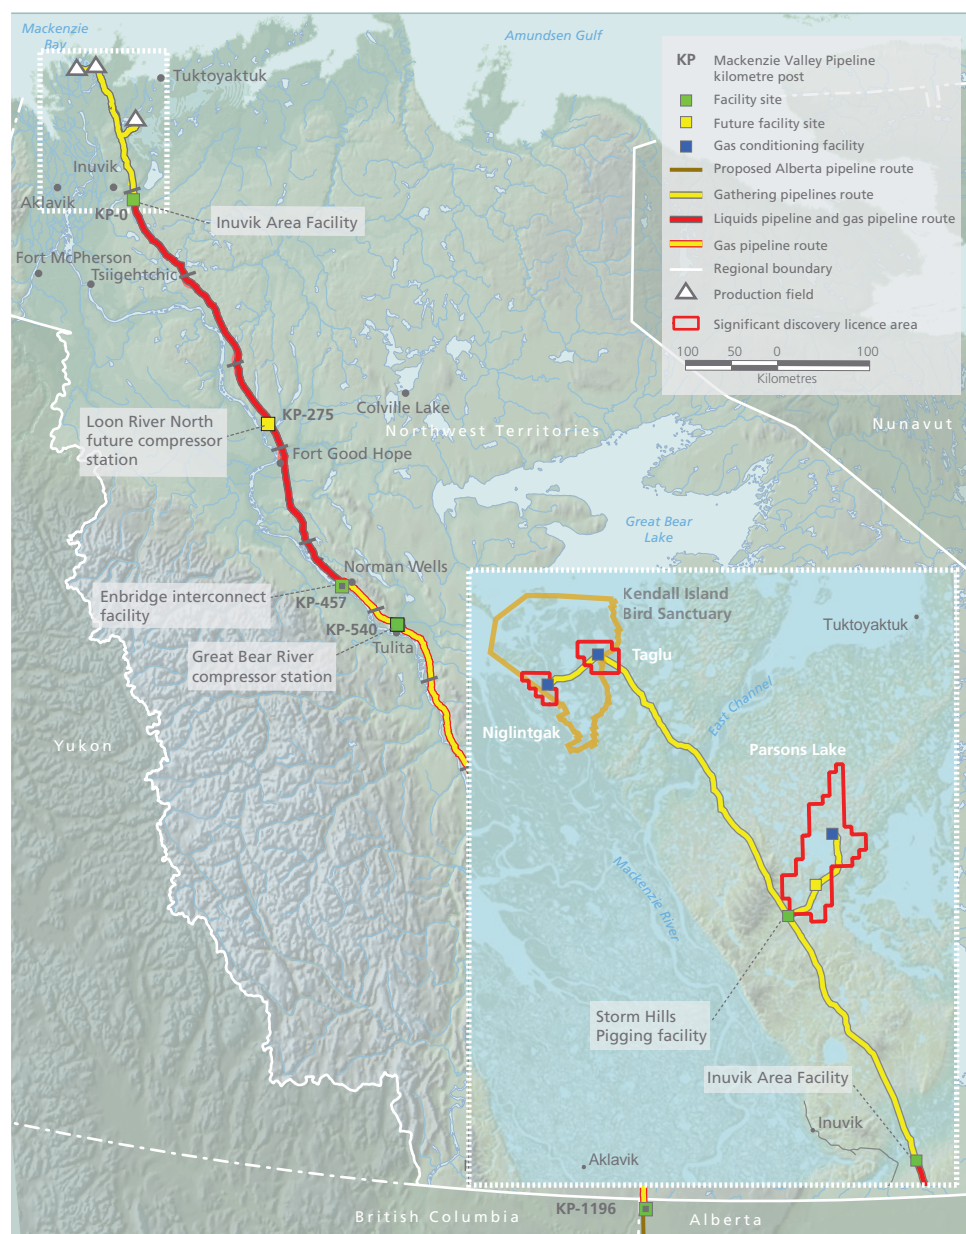 Mackenzie
Bay
Amundsen Gulf
Tuktoyaktuk
Inuvik
Aklavik
KP-0
Inuvik Area Facility
Fort McPherson
Tsiigehtchic
KP Mackenzie Valley Pipeline
kilometre post
Facility site
Future facility site
Gas conditioning facility
Proposed Alberta pipeline route
Gathering pipelines route
Liquids pipeline and gas pipeline route
Gas pipeline route
Regional boundary
Production field
Significant discovery licence area
100 50 0 100
Kilometres
Loon River North
future compressor
station
KP-275
Colville Lake
Northwest Territories
Nunavut
Fort Good Hope
Great Bear
Lake
Norman Wells
Enbridge interconnect
facility
KP-457
KP-540
Tulita
Great Bear River
compressor station
Yukon
Kendall Island
Bird Sanctuary
Tuktoyaktuk
Taglu
Niglintgak
East Channel
Parsons Lake
Mackenzie River
Storm Hills
Pigging facility
Inuvik Area Facility
Inuvik
Aklavik
KP-1196
British Columbia
Alberta